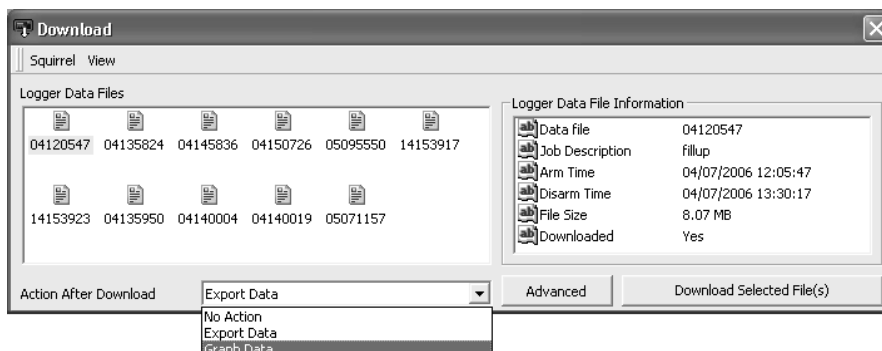 Download
Squirrel View
Logger Data Files
04120547 04135824 04145836 04150726 05095550 14153917
14153923 04135950 04140004 04140019 05071157
Logger Data File Information
Data file 04120547
Job Description fillup
Arm Time 04/07/2006 12:05:47
Disarm Time 04/07/2006 13:30:17
File Size 8.07 MB
Downloaded Yes
Action After Download Export Data
Advanced Download Selected File(s)
No Action
Export Data
Graph Data